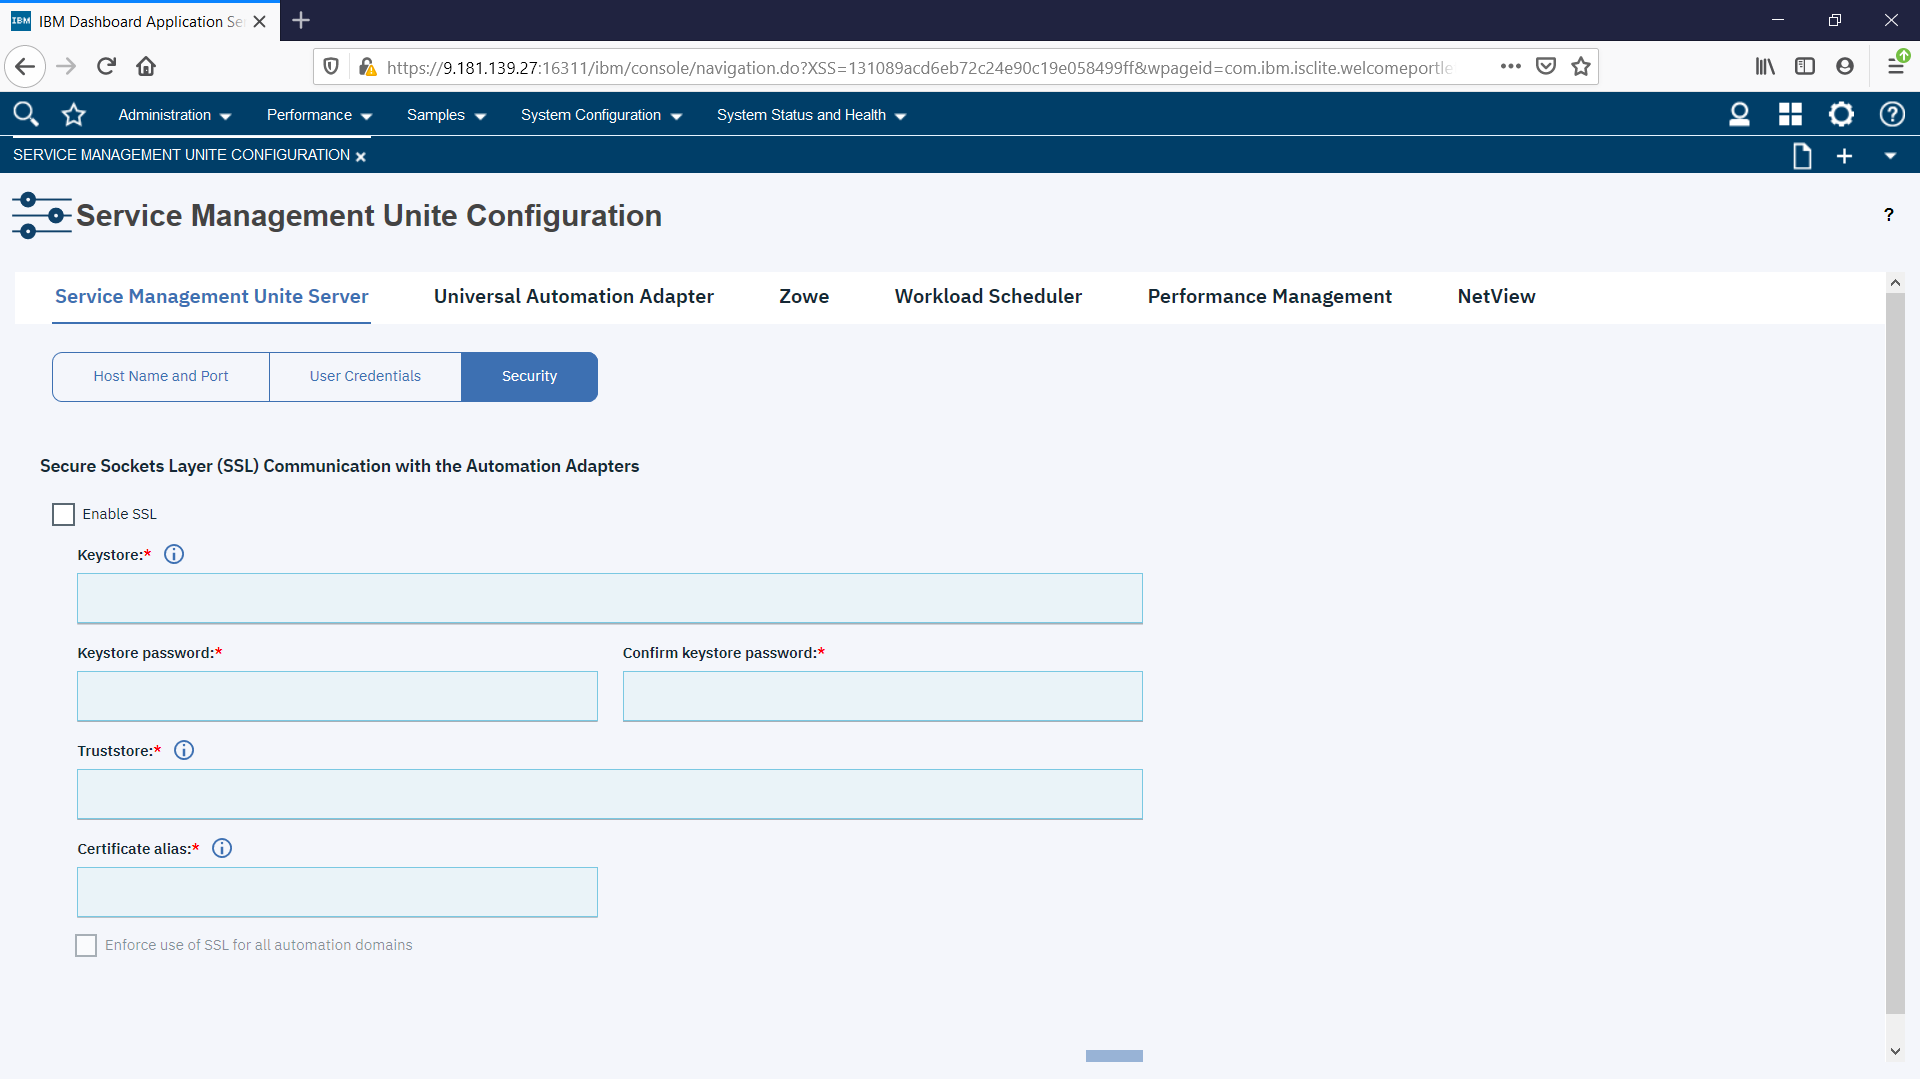 IBM IBM Dashboard Application Se
https://9.181.139.27:16311/ibm/console/navigation.do?XSS=131089acd6eb72c24e90c19e058499ff&wpageid=com.ibm.isclite.welcomeportle
Administration Performance Samples System Configuration System Status and Health
SERVICE MANAGEMENT UNITE CONFIGURATION
Service Management Unite Configuration ?
Service Management Unite Server Universal Automation Adapter Zowe Workload Scheduler Performance Management NetView
Host Name and Port User Credentials Security
Secure Sockets Layer (SSL) Communication with the Automation Adapters
Enable SSL
Keystore:*
Keystore password:* Confirm keystore password:*
Truststore:*
Certificate alias:*
Enforce use of SSL for all automation domains